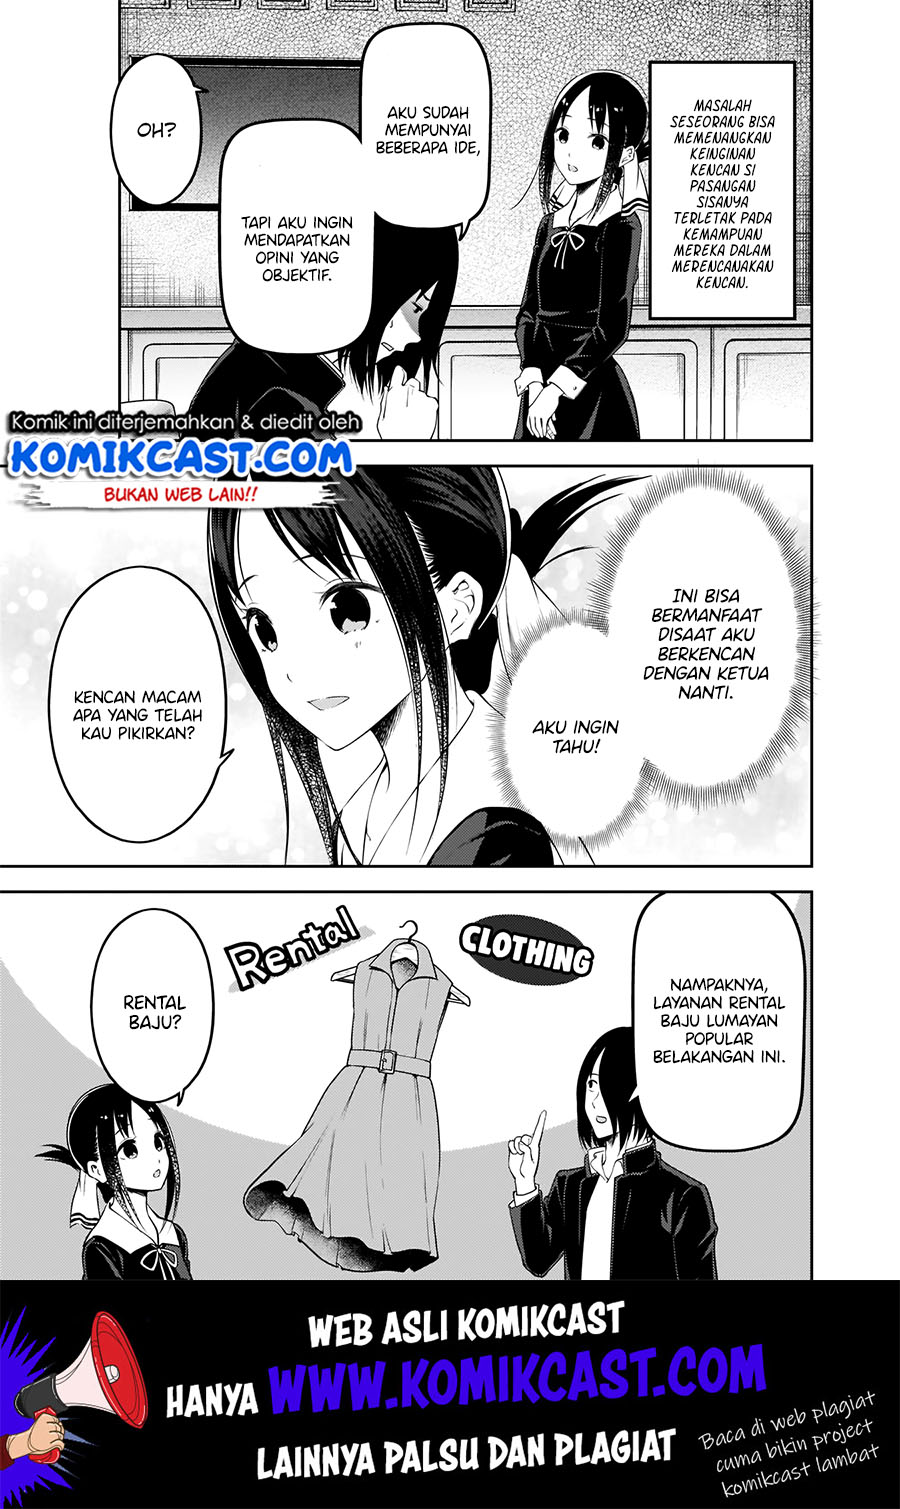 MASALAH
SESEORANG BISA
MEMENANGKAN
KEINGINAN
KENCAN SI
PASANGAN
SISANYA
TERLETAK PADA
KEMAMPUAN
MEREKA DALAM
MERENCANAKAN
KENCAN.
AKU SUDAH
MEMPUNYAI
BEBERAPA IDE,
TAPI AKU INGIN
MENDAPATKAN
OPINI YANG
OBJEKTIF.
OH?
Komik ini diterjemahkan & diedit oleh
KOMIKCAST.COM
BUKAN WEB LAIN!!
INI BISA
BERMANFAAT
DISAAT AKU
BERKENCAN
DENGAN KETUA
NANTI.
AKU INGIN
TAHU!
KENCAN MACAM
APA YANG TELAH
KAU PIKIRKAN?
NAMPAKNYA,
LAYANAN RENTAL
BAJU LUMAYAN
POPULAR
BELAKANGAN INI.
Rental
CLOTHING
RENTAL
BAJU?
WEB ASLI KOMIKCAST
HANYA WWW.KOMIKCAST.COM
LAINNYA PALSU DAN PLAGIAT
Baca di web plagiat
cuma bikin project
komikcast lambat